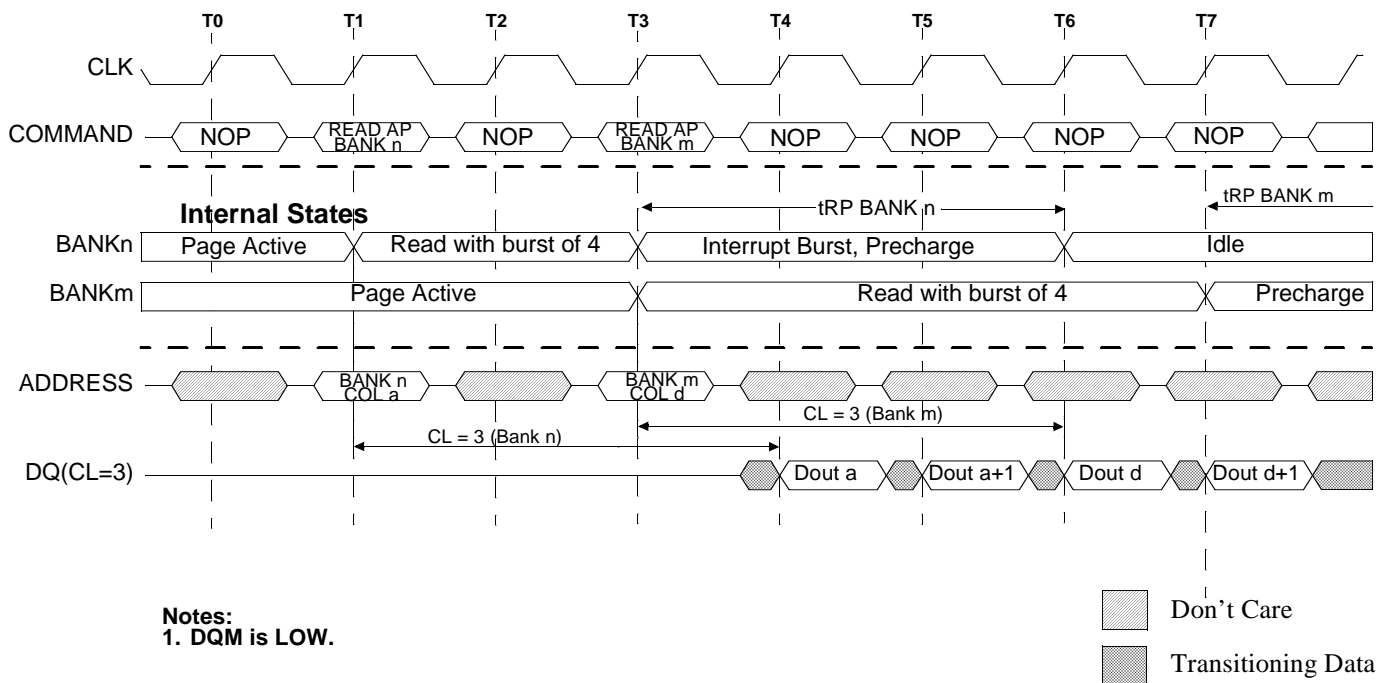 T0 T1 T2 T3 T4 T5 T6 T7
CLK
COMMAND NOP READ AP BANK n NOP READ AP BANK m NOP NOP NOP NOP
Internal States
tRP BANK n
tRP BANK m
BANKn Page Active Read with burst of 4 Interrupt Burst, Precharge Idle
BANKm Page Active Read with burst of 4 Precharge
ADDRESS BANK n COL a BANK m COL d
CL = 3 (Bank m)
CL = 3 (Bank n)
DQ(CL=3) Dout a Dout a+1 Dout d Dout d+1
Notes:
1. DQM is LOW.
Don’t Care
Transitioning Data